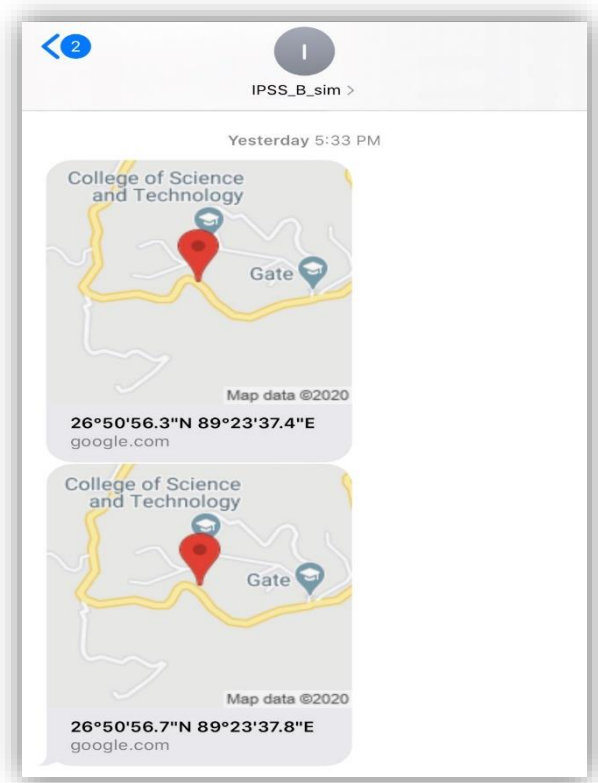 2
I
IPSS_B_sim >
Yesterday 5:33 PM
College of Science
and Technology
Gate
Map data ©2020
26°50'56.3"N 89°23'37.4"E
google.com
College of Science
and Technology
Gate
Map data ©2020
26°50'56.7"N 89°23'37.8"E
google.com